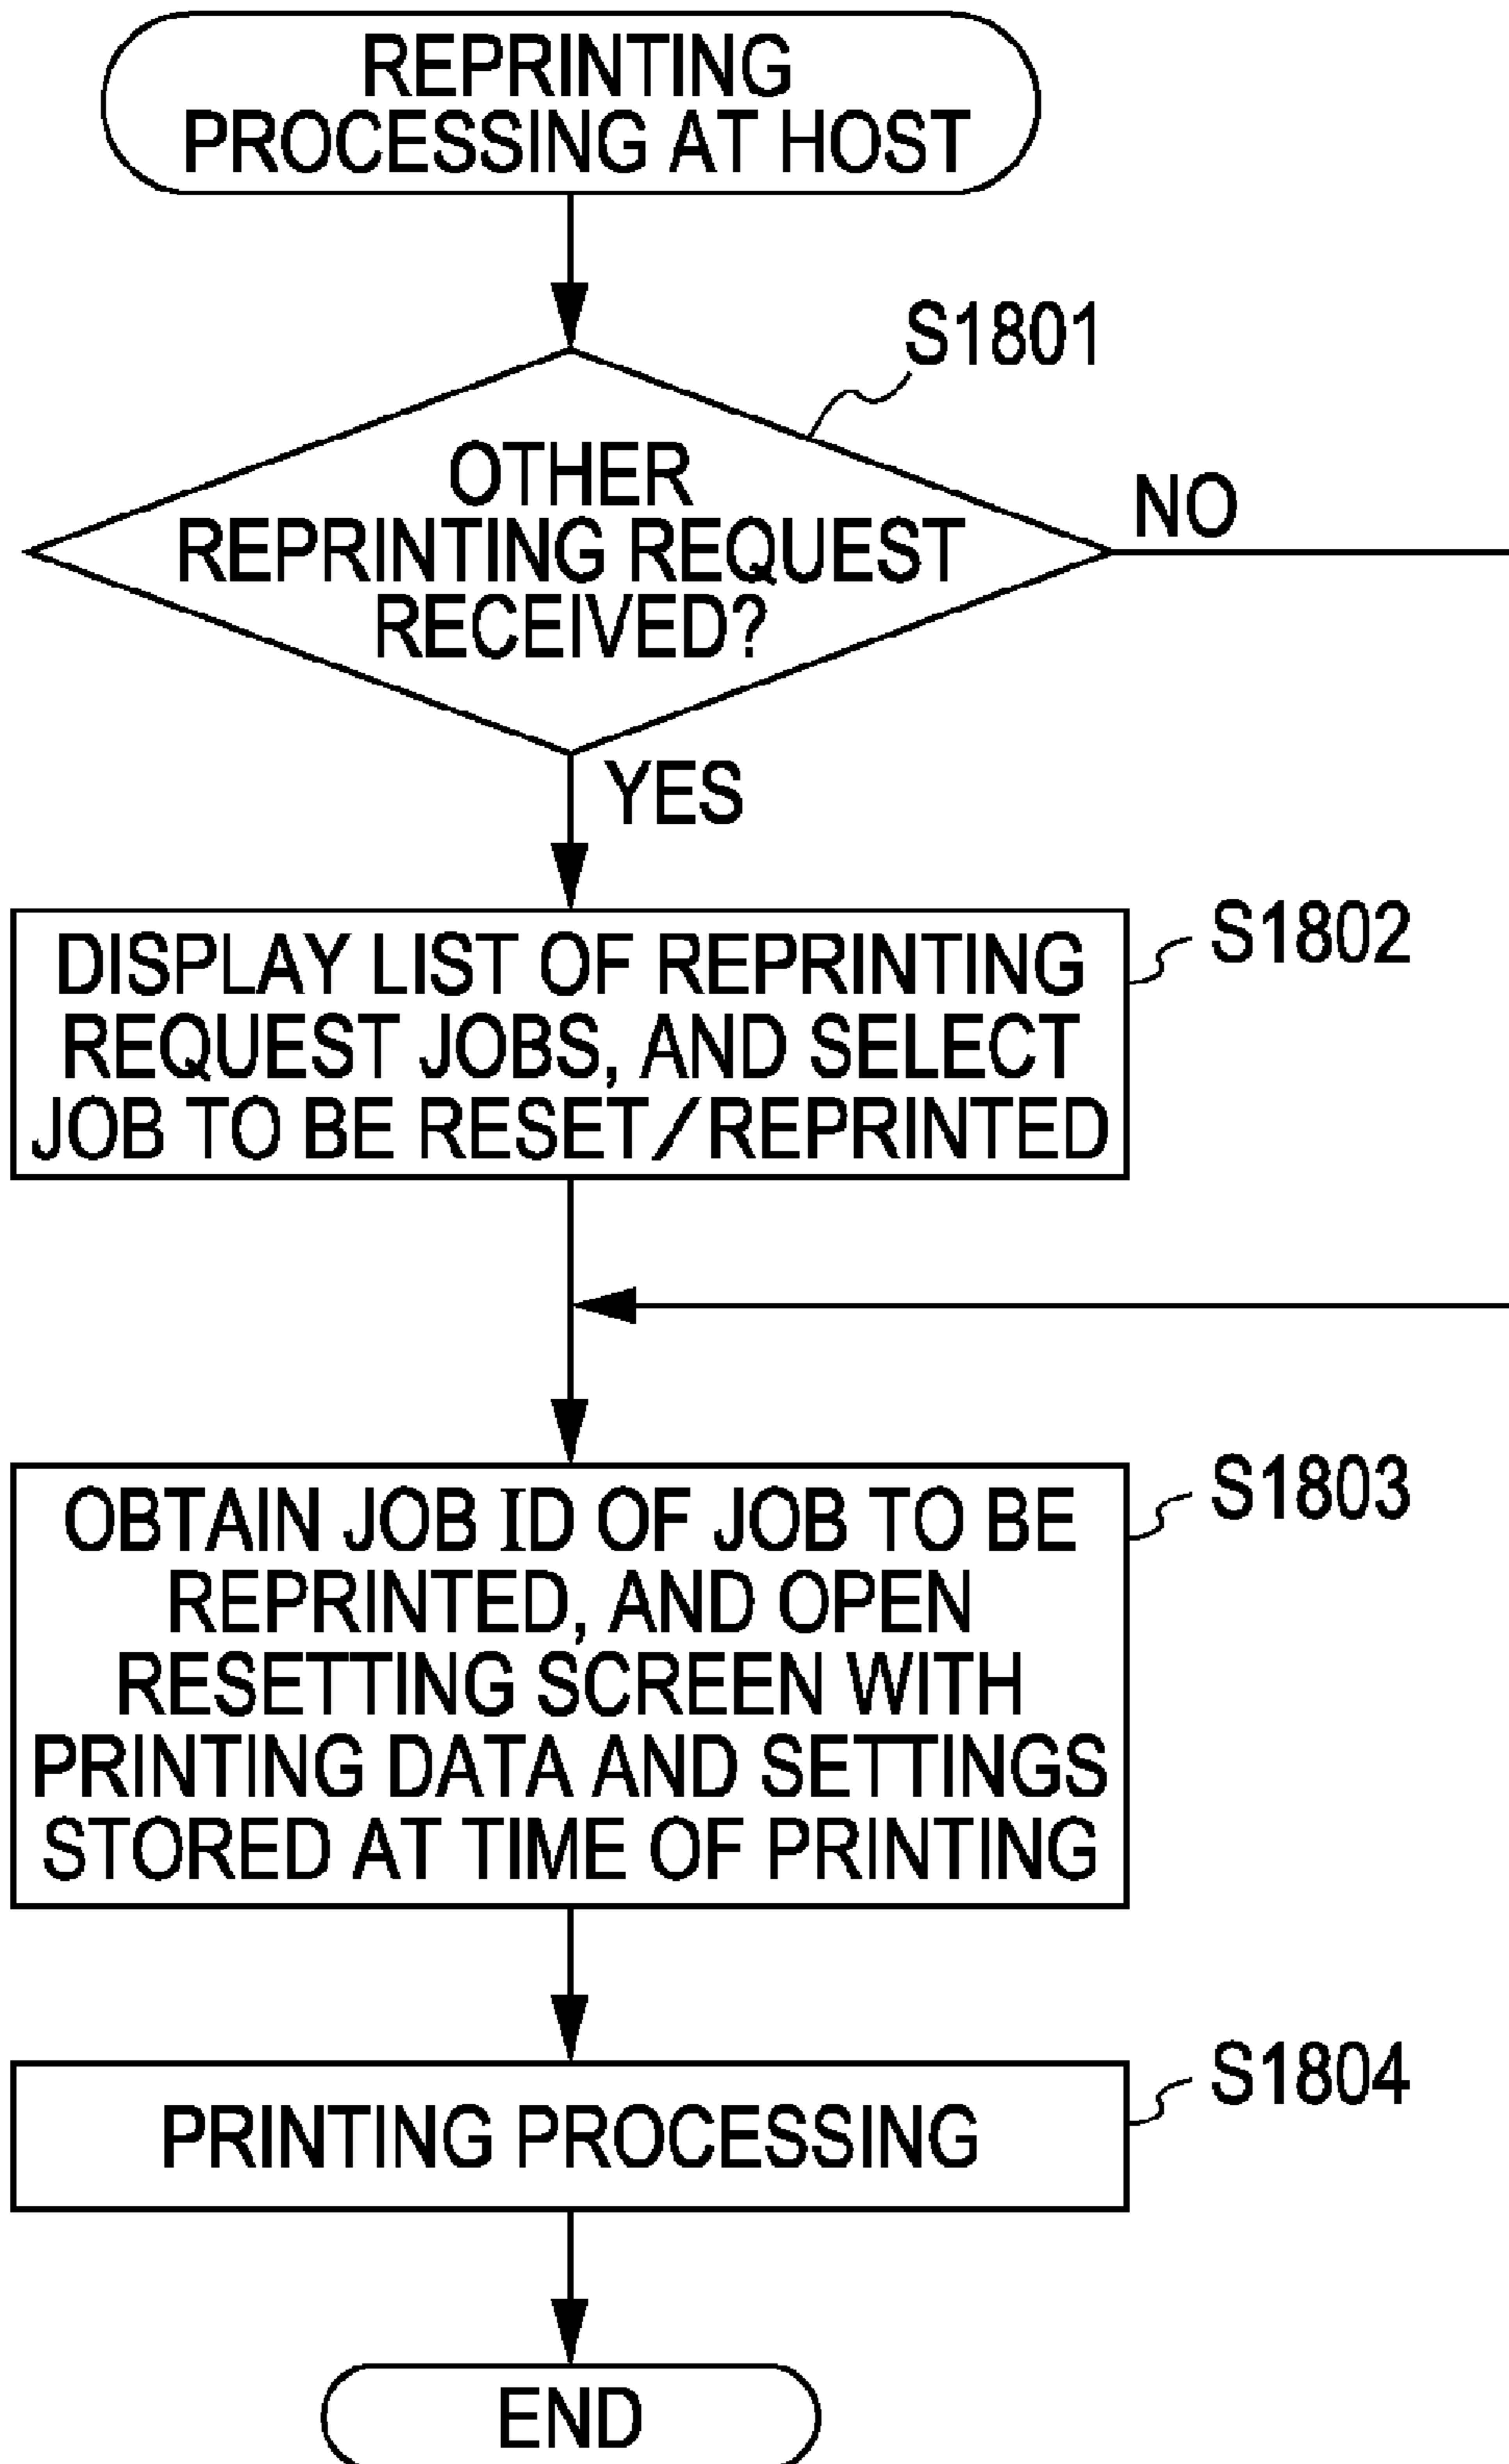 REPRINTING
PROCESSING AT HOST
S1801
OTHER
REPRINTING REQUEST
RECEIVED?
NO
YES
S1802
DISPLAY LIST OF REPRINTING
REQUEST JOBS, AND SELECT
JOB TO BE RESET/REPRINTED
S1803
OBTAIN JOB ID OF JOB TO BE
REPRINTED, AND OPEN
RESETTING SCREEN WITH
PRINTING DATA AND SETTINGS
STORED AT TIME OF PRINTING
S1804
PRINTING PROCESSING
END